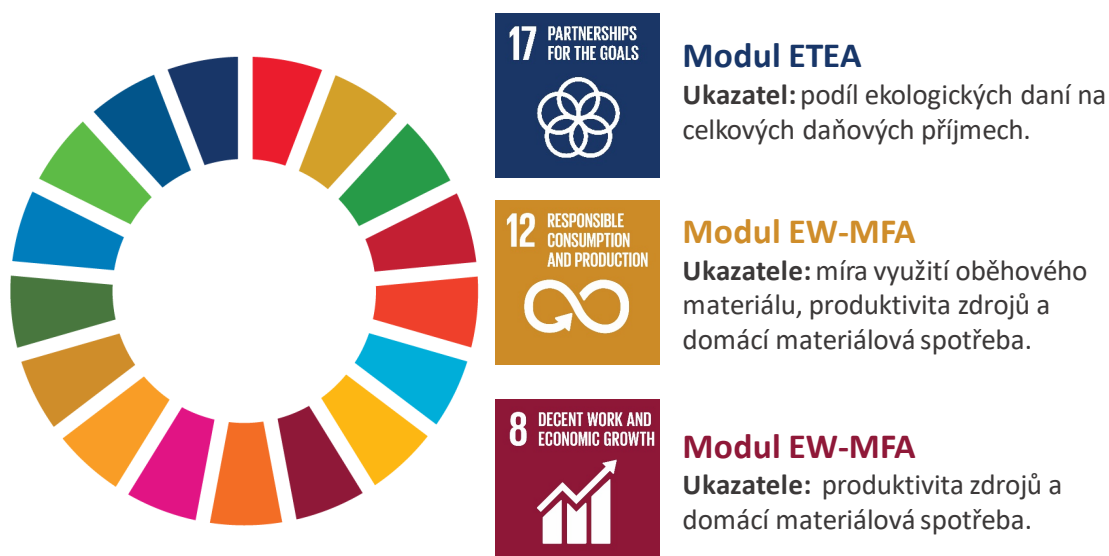 17 PARTNERSHIPS
FOR THE GOALS
Modul ETEA
Ukazatel: podíl ekologických daní na
celkových daňových příjmech.
12 RESPONSIBLE
CONSUMPTION
AND PRODUCTION
Modul EW-MFA
Ukazatele: míra využití oběhového
materiálu, produktivita zdrojů a
domácí materiálová spotřeba.
8 DECENT WORK AND
ECONOMIC GROWTH
Modul EW-MFA
Ukazatele: produktivita zdrojů a
domácí materiálová spotřeba.